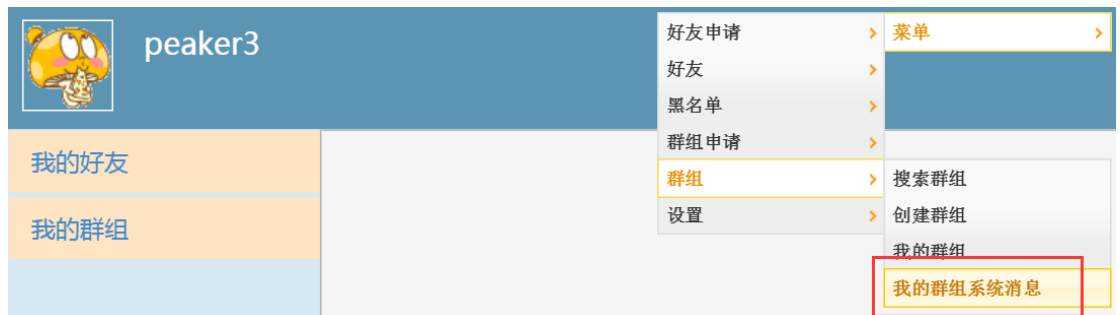 peaker3
我的好友
我的群组
好友申请
好友
黑名单
群组申请
群组
设置
菜单
搜索群组
创建群组
我的群组
我的群组系统消息